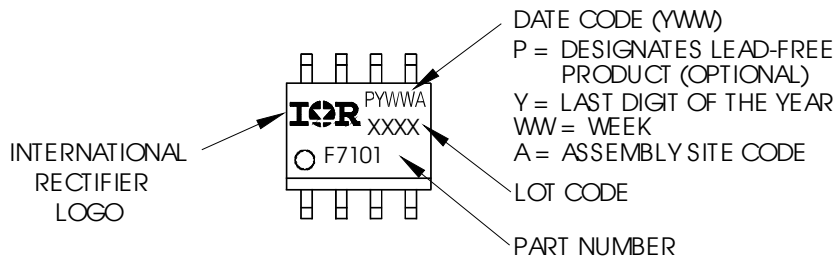 DATE CODE (YWW)
P = DESIGNATES LEAD-FREE
PRODUCT (OPTIONAL)
Y = LAST DIGIT OF THE YEAR
WW = WEEK
A = ASSEMBLY SITE CODE
PYWWA
IOR
XXXX
INTERNATIONAL
RECTIFIER
LOGO
F7101
LOT CODE
PART NUMBER